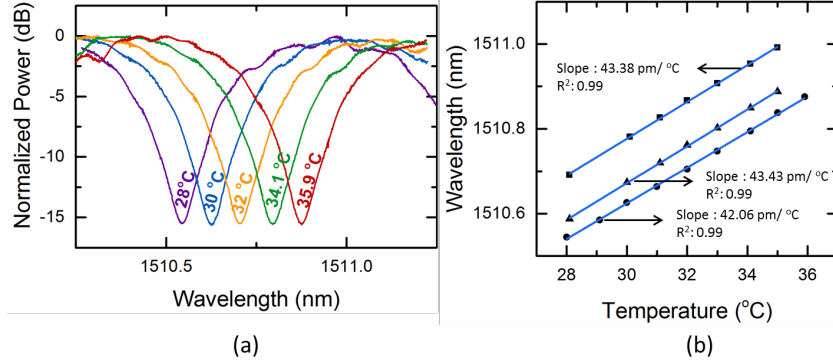 (a)
Normalized Power (dB)
0
-5
-10
-15
28°C
30 °C
32 °C
34.1 °C
35.9 °C
1510.5
1511.0
Wavelength (nm)
(a)
(b)
Wavelength (nm)
1511.0
1510.8
1510.6
Slope : 43.38 pm/ °C
R²: 0.99
Slope : 43.43 pm/ °C
R²: 0.99
Slope : 42.06 pm/ °C
R²: 0.99
28
30
32
34
36
Temperature (°C)
(b)